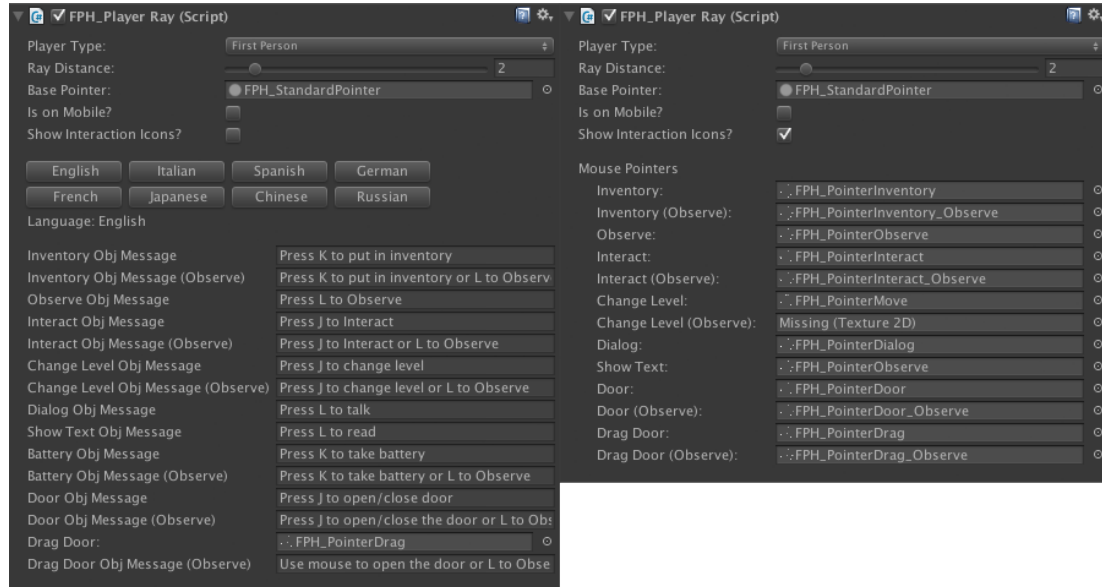 FPH_Player Ray (Script)
Player Type: First Person
Ray Distance: 2
Base Pointer: FPH_StandardPointer
Is on Mobile?
Show Interaction Icons?
English Italian Spanish German
French Japanese Chinese Russian
Language: English
Inventory Obj Message Press K to put in inventory
Inventory Obj Message (Observe) Press K to put in inventory or L to Observ
Observe Obj Message Press L to Observe
Interact Obj Message Press J to Interact
Interact Obj Message (Observe) Press J to Interact or L to Observe
Change Level Obj Message Press J to change level
Change Level Obj Message (Observe) Press J to change level or L to Observe
Dialog Obj Message Press L to talk
Show Text Obj Message Press L to read
Battery Obj Message Press K to take battery
Battery Obj Message (Observe) Press K to take battery or L to Observe
Door Obj Message Press J to open/close door
Door Obj Message (Observe) Press J to open/close the door or L to Obs
Drag Door: FPH_PointerDrag
Drag Door Obj Message (Observe) Use mouse to open the door or L to Obse
FPH_Player Ray (Script)
Player Type: First Person
Ray Distance: 2
Base Pointer: FPH_StandardPointer
Is on Mobile?
Show Interaction Icons?
Mouse Pointers
Inventory: FPH_PointerInventory
Inventory (Observe): FPH_PointerInventory_Observe
Observe: FPH_PointerObserve
Interact: FPH_PointerInteract
Interact (Observe): FPH_PointerInteract_Observe
Change Level: FPH_PointerMove
Change Level (Observe): Missing (Texture 2D)
Dialog: FPH_PointerDialog
Show Text: FPH_PointerObserve
Door: FPH_PointerDoor
Door (Observe): FPH_PointerDoor_Observe
Drag Door: FPH_PointerDrag
Drag Door (Observe): FPH_PointerDrag_Observe